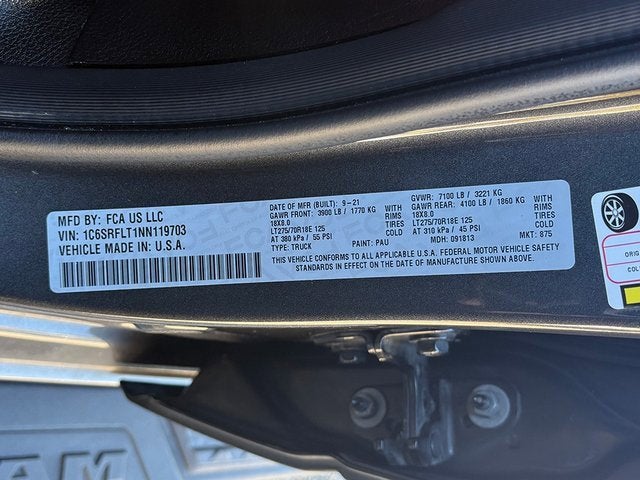 MFD BY: FCA US LLC
VIN: 1C6SRFLT1NN119703
VEHICLE MADE IN U.S.A.
DATE OF MFR (BUILT): 9-21
GAWR FRONT: 3900 LB / 1770 KG
18X8.0 RIMS
LT275/70R18E 125 TIRES
AT 380 kPa / 55 PSI COLD
TYPE: TRUCK PAINT: PAU
GVWR: 7100 LB / 3221 KG
GAWR REAR: 4100 LB / 1860 KG
18X8.0 RIMS
LT275/70R18E 125 TIRES
AT 310 kPa / 45 PSI COLD
MDH: 091813 MKT: 875
THIS VEHICLE CONFORMS TO ALL APPLICABLE U.S.A. FEDERAL MOTOR VEHICLE SAFETY
STANDARDS IN EFFECT ON THE DATE OF MANUFACTURE SHOWN ABOVE.
ORIG
COL
RAM